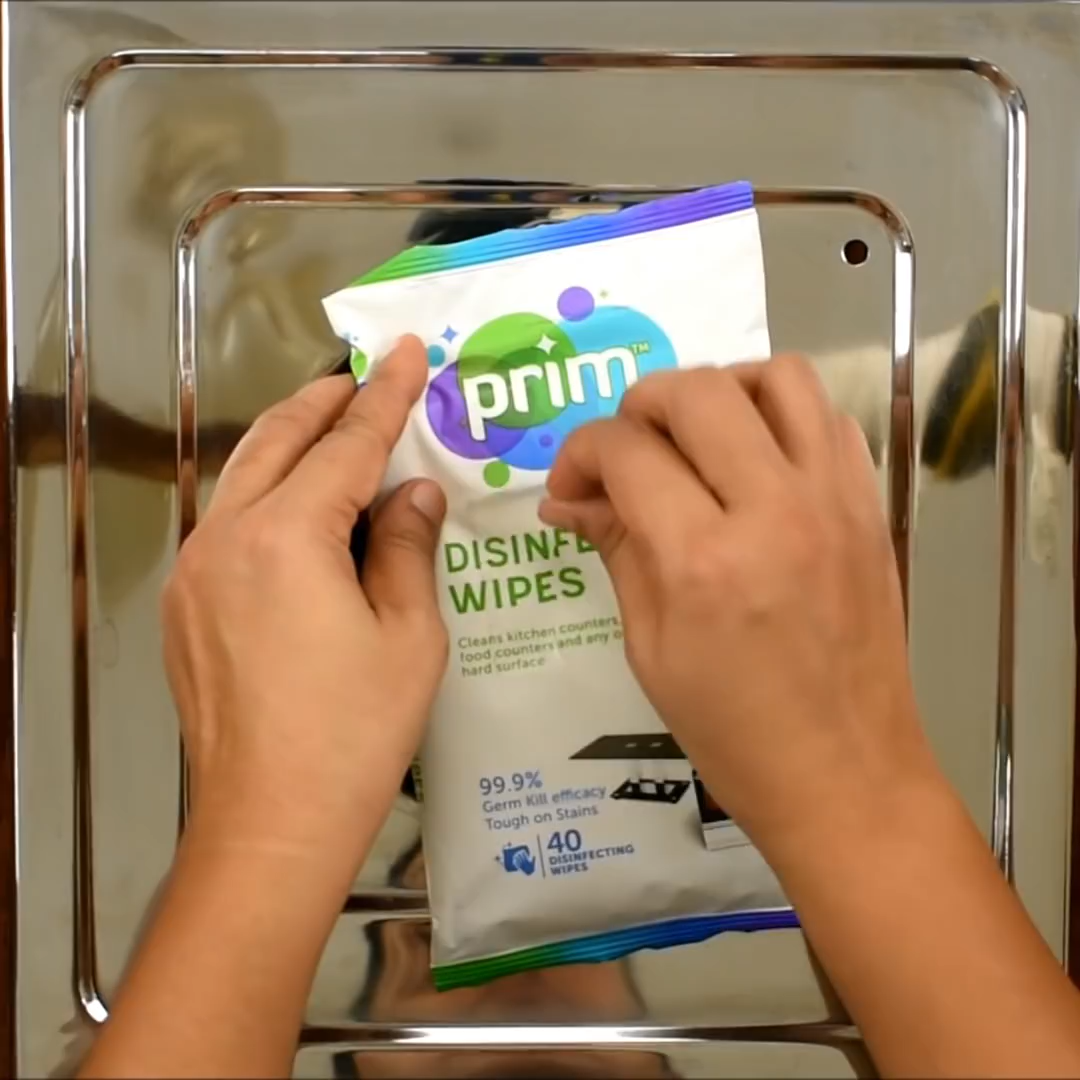 prim™
DISINFE
WIPES
Cleans kitchen counters,
food counters and any o
hard surface
99.9%
Germ Kill efficacy
Tough on Stains
40
DISINFECTING
WIPES